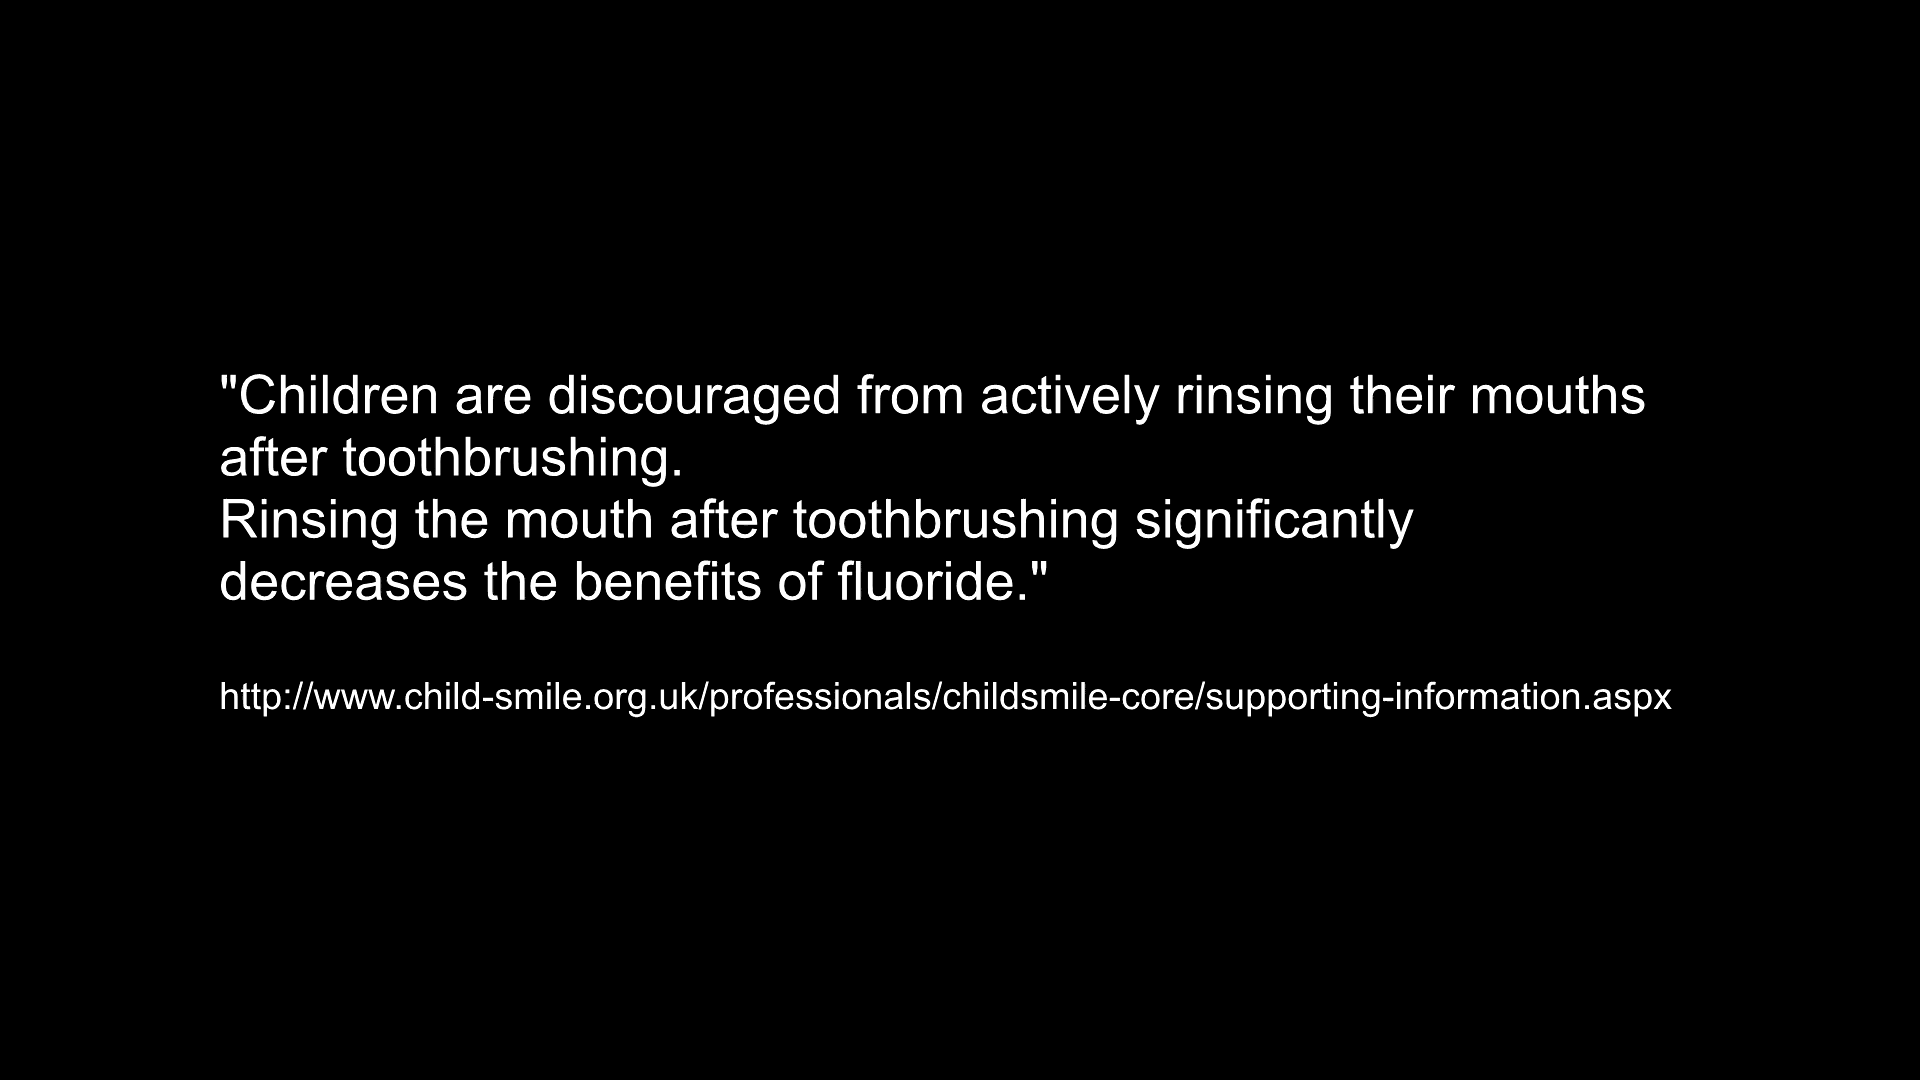 "Children are discouraged from actively rinsing their mouths
after toothbrushing.
Rinsing the mouth after toothbrushing significantly
decreases the benefits of fluoride."
http://www.child-smile.org.uk/professionals/childsmile-core/supporting-information.aspx